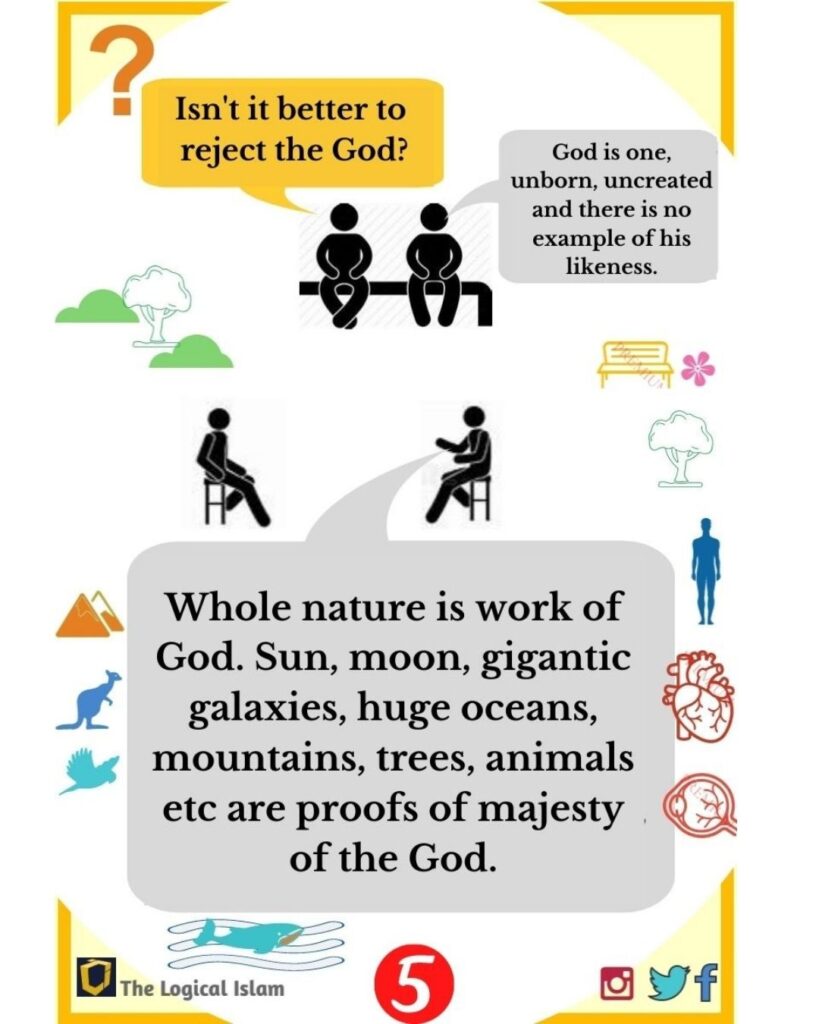 ?
Isn't it better to
reject the God?
God is one,
unborn, uncreated
and there is no
example of his
likeness.
Whole nature is work of
God. Sun, moon, gigantic
galaxies, huge oceans,
mountains, trees, animals
etc are proofs of majesty
of the God.
The Logical Islam
5